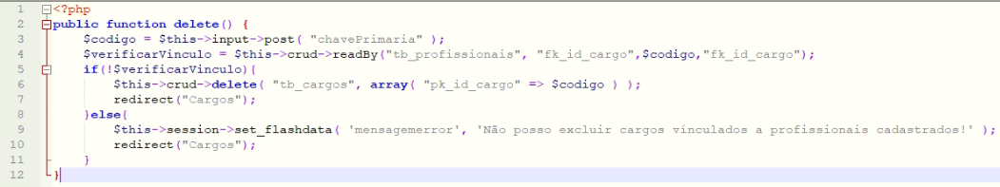 1 <?php
2 public function delete() {
3 $codigo = $this->input->post( "chavePrimaria" );
4 $verificarVinculo = $this->crud->readBy("tb_profissionais", "fk_id_cargo",$codigo,"fk_id_cargo");
5 if(!$verificarVinculo){
6 $this->crud->delete( "tb_cargos", array( "pk_id_cargo" => $codigo ) );
7 redirect("Cargos");
8 }else{
9 $this->session->set_flashdata( 'mensagemerror', 'Não posso excluir cargos vínculados a profissionais cadastrados!' );
10 redirect("Cargos");
11 }
12 }